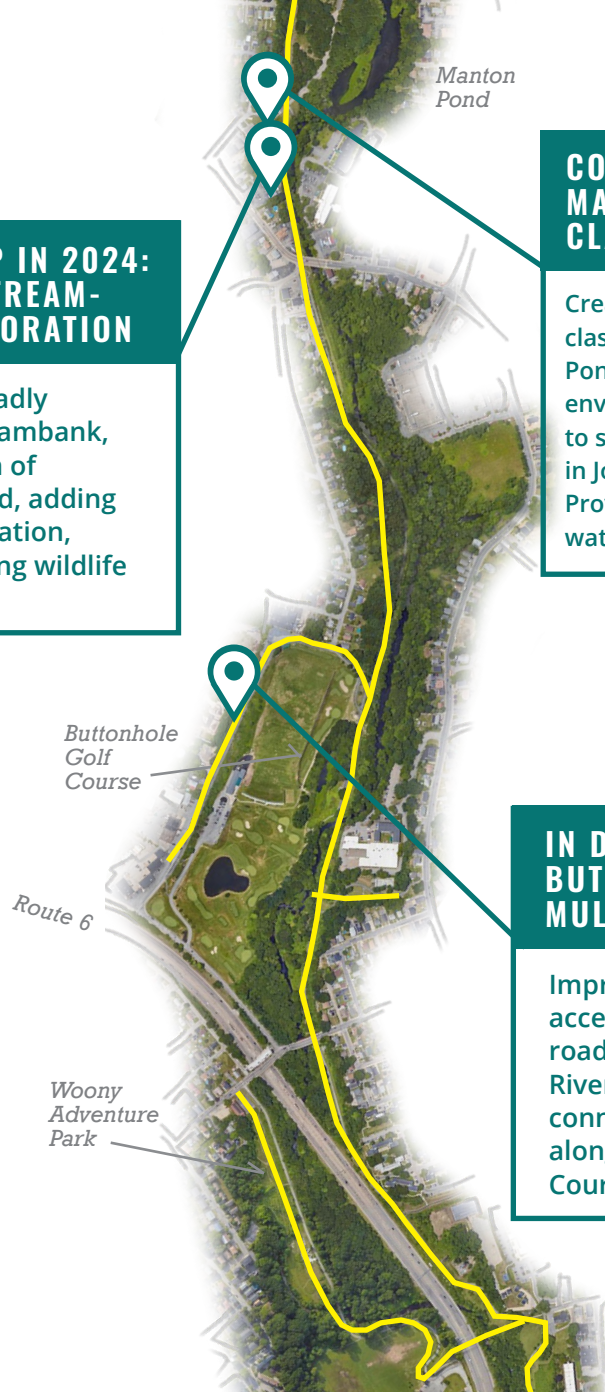 Manton
Pond
CO
MA
CL
Cre
clas
Pon
env
to s
in Jo
Pro
wat
P IN 2024:
TREAM-
ORATION
adly
ambank,
n of
d, adding
ation,
ng wildlife
Buttonhole
Golf
Course
Route 6
IN D
BUT
MUL
Impr
acce
road
River
conn
alon
Cour
Woony
Adventure
Park